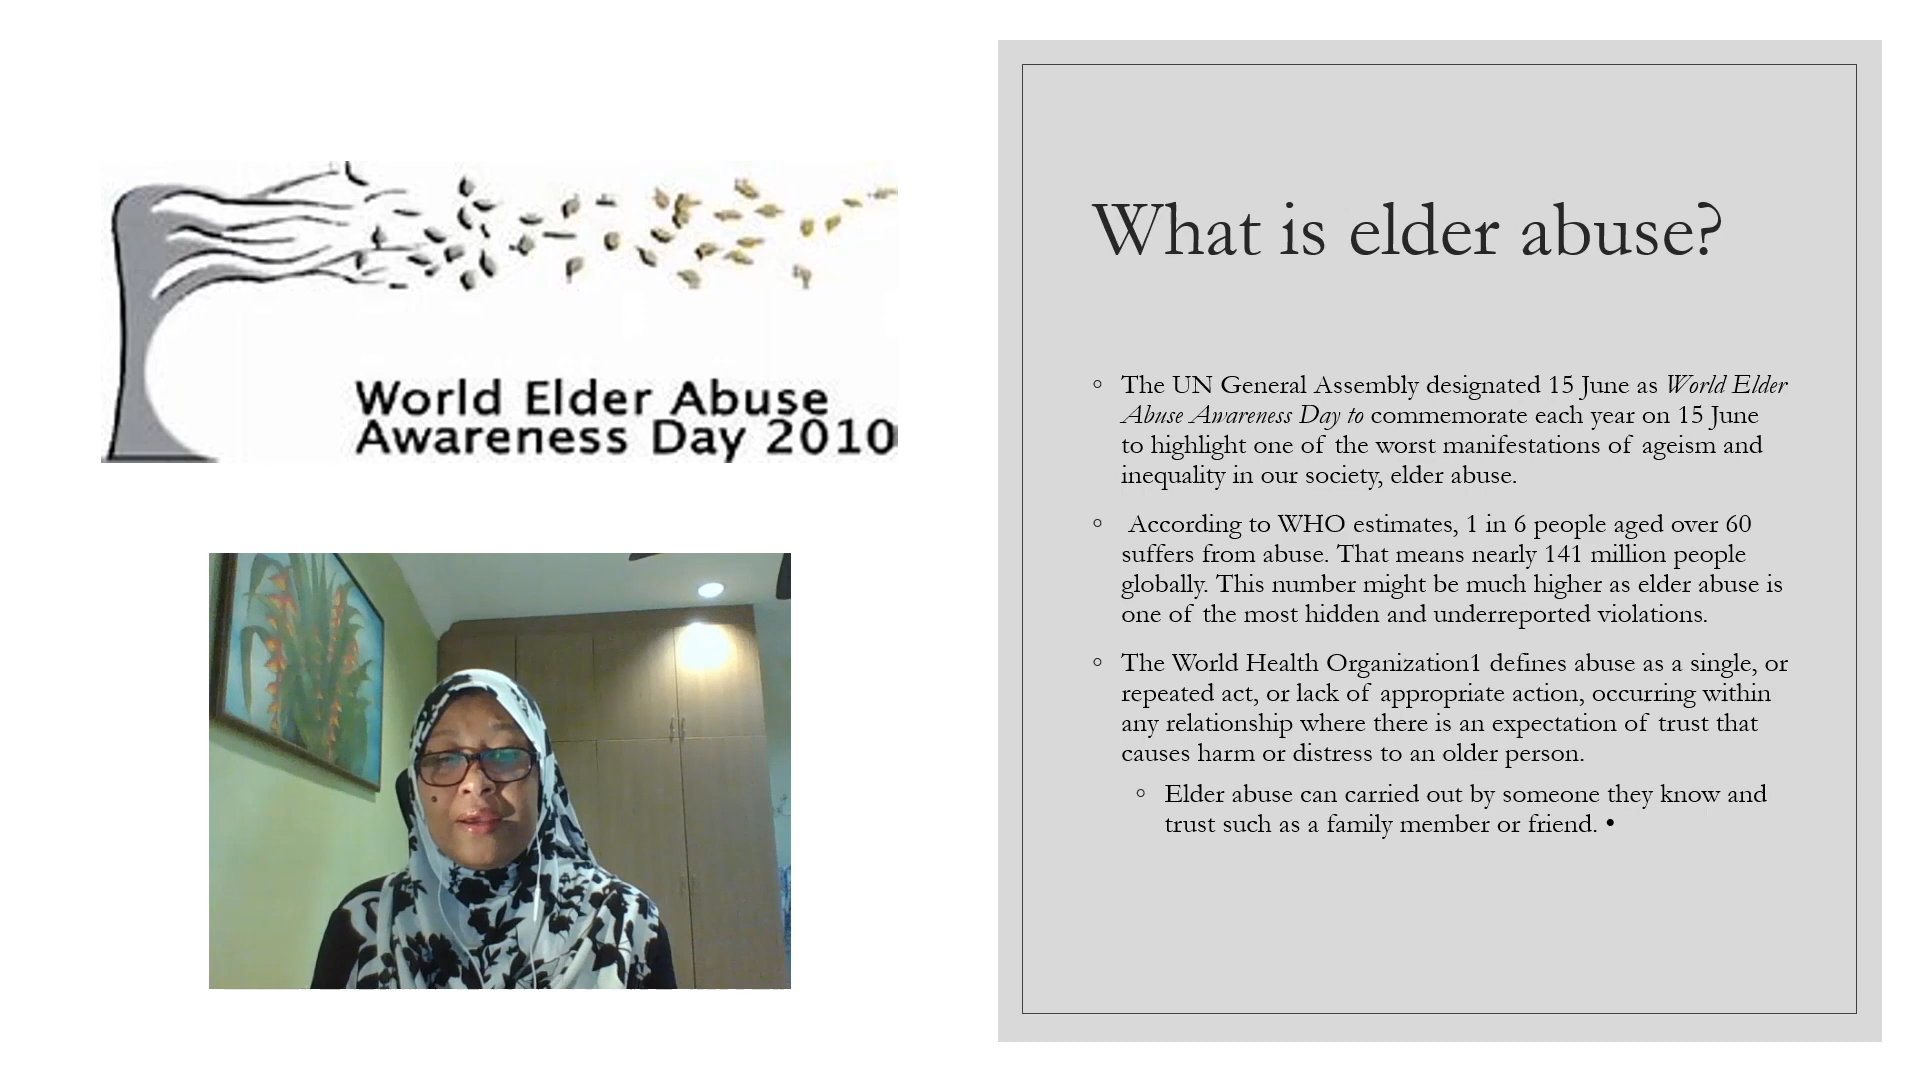 World Elder Abuse
Awareness Day 2010
What is elder abuse?
◦ The UN General Assembly designated 15 June as World Elder
Abuse Awareness Day to commemorate each year on 15 June
to highlight one of the worst manifestations of ageism and
inequality in our society, elder abuse.
◦ According to WHO estimates, 1 in 6 people aged over 60
suffers from abuse. That means nearly 141 million people
globally. This number might be much higher as elder abuse is
one of the most hidden and underreported violations.
◦ The World Health Organization1 defines abuse as a single, or
repeated act, or lack of appropriate action, occurring within
any relationship where there is an expectation of trust that
causes harm or distress to an older person.
◦ Elder abuse can carried out by someone they know and
trust such as a family member or friend. •